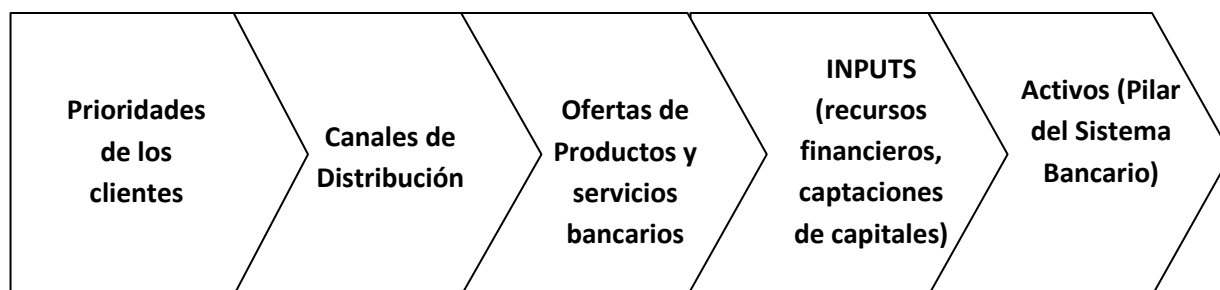 Prioridades
de los
clientes
Canales de
Distribución
Ofertas de
Productos y
servicios
bancarios
INPUTS
(recursos
financieros,
captaciones
de capitales)
Activos (Pilar
del Sistema
Bancario)